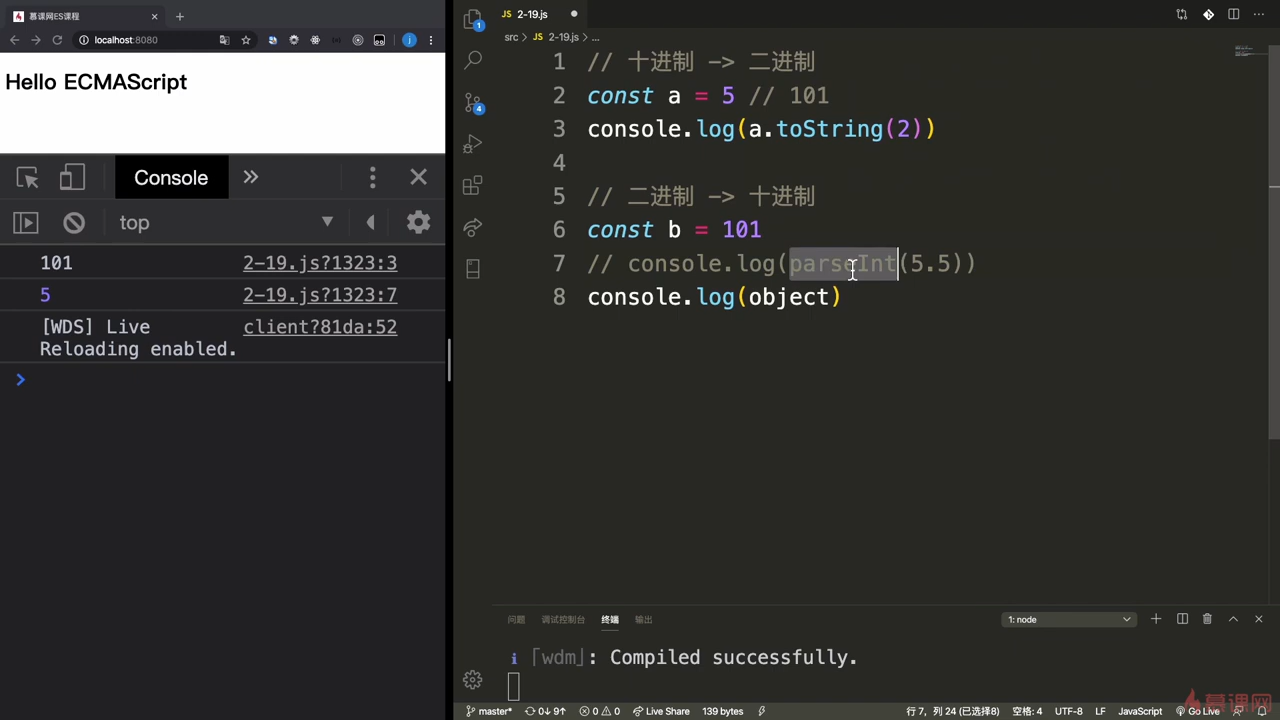 慕课网ES课程
localhost:8080
Hello ECMAScript
Console
top
101 2-19.js?1323:3
5 2-19.js?1323:7
[WDS] Live client?81da:52
Reloading enabled.
2-19.js
src > JS 2-19.js > ...
1 // 十进制 -> 二进制
2 const a = 5 // 101
3 console.log(a.toString(2))
4
5 // 二进制 -> 十进制
6 const b = 101
7 // console.log(parseInt(5.5))
8 console.log(object)
问题 调试控制台 终端 输出 1: node
i ｢wdm｣: Compiled successfully.
master* 0↓ 9↑ 0 0 Live Share 139 bytes 行 7, 列 24 (已选择8) 空格: 4 UTF-8 LF JavaScript Go Live
慕课网